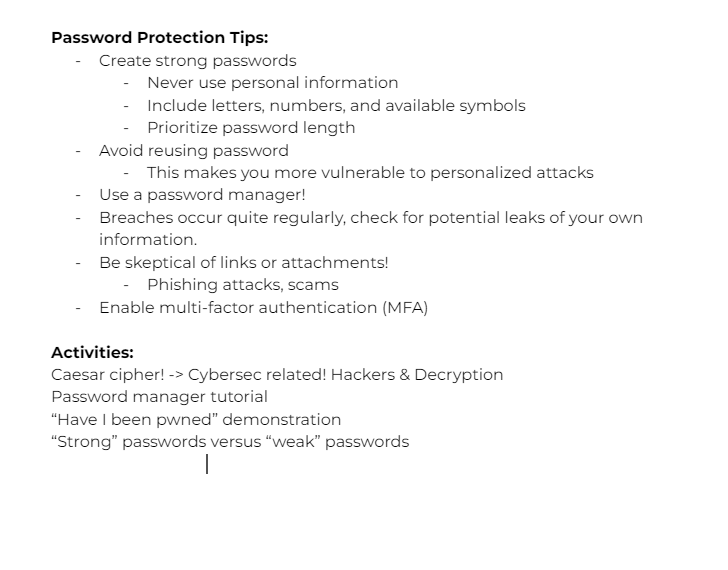 Password Protection Tips:
- Create strong passwords
- Never use personal information
- Include letters, numbers, and available symbols
- Prioritize password length
- Avoid reusing password
- This makes you more vulnerable to personalized attacks
- Use a password manager!
- Breaches occur quite regularly, check for potential leaks of your own
information.
- Be skeptical of links or attachments!
- Phishing attacks, scams
- Enable multi-factor authentication (MFA)
Activities:
Caesar cipher! -> Cybersec related! Hackers & Decryption
Password manager tutorial
“Have I been pwned” demonstration
“Strong” passwords versus “weak” passwords